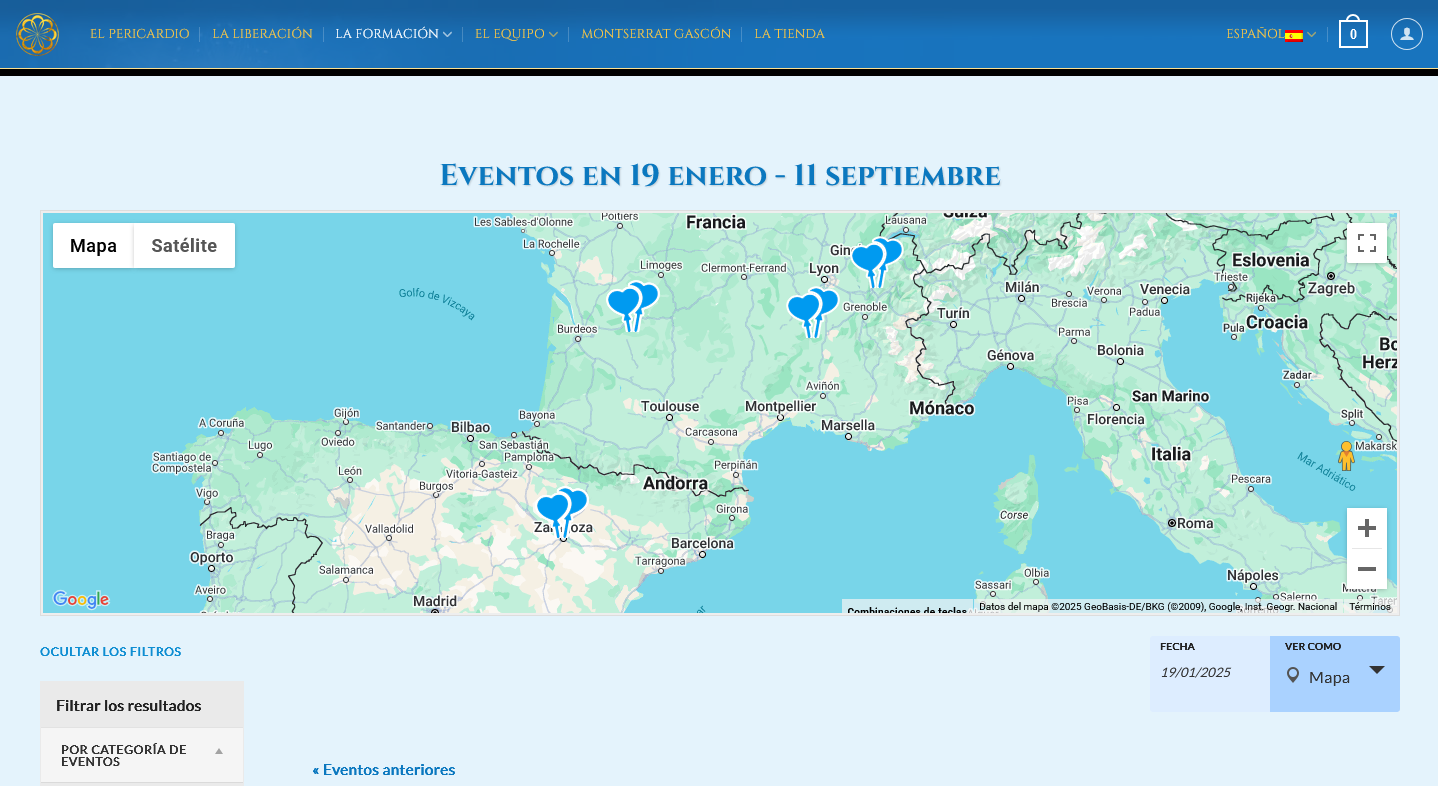 EL PERICARDIO
LA LIBERACIÓN
LA FORMACIÓN
EL EQUIPO
MONTSERRAT GASCÓN
LA TIENDA
ESPAÑOL
0
Eventos en 19 enero - 11 septiembre
Mapa
Satélite
Les Sables-d'Olonne
Poitiers
Francia
Lausana
Suiza
La Rochelle
Limoges
Clermont-Ferrand
Lyon
Eslovenia
Trieste
Zagreb
Milán
Brescia
Verona
Venecia
Padua
Rijeka
Golfo de Vizcaya
Burdeos
Grenoble
Turín
Pula
Croacia
Parma
Génova
Bolonia
Zadar
Aviñón
Toulouse
Montpellier
Mónaco
Pisa
San Marino
Florencia
Split
A Coruña
Gijón
Santander
Bilbao
Bayona
Carcasona
Marsella
Lugo
Oviedo
San Sebastián
Pamplona
Italia
Makarsk
Santiago de
Compostela
León
Burgos
Vitoria-Gasteiz
Andorra
Perpiñán
Mar Adriático
Pescara
Vigo
Girona
Corse
Roma
Braga
Valladolid
Oporto
Barcelona
Salamanca
Tarragona
Aveiro
Madrid
Olbia
Sassari
Nápoles
Salerno
Google
Combinaciones de teclas
Datos del mapa ©2025 GeoBasis-DE/BKG (©2009), Google, Inst. Geogr. Nacional
Términos
OCULTAR LOS FILTROS
FECHA
19/01/2025
VER COMO
Mapa
Filtrar los resultados
POR CATEGORÍA DE
EVENTOS
« Eventos anteriores